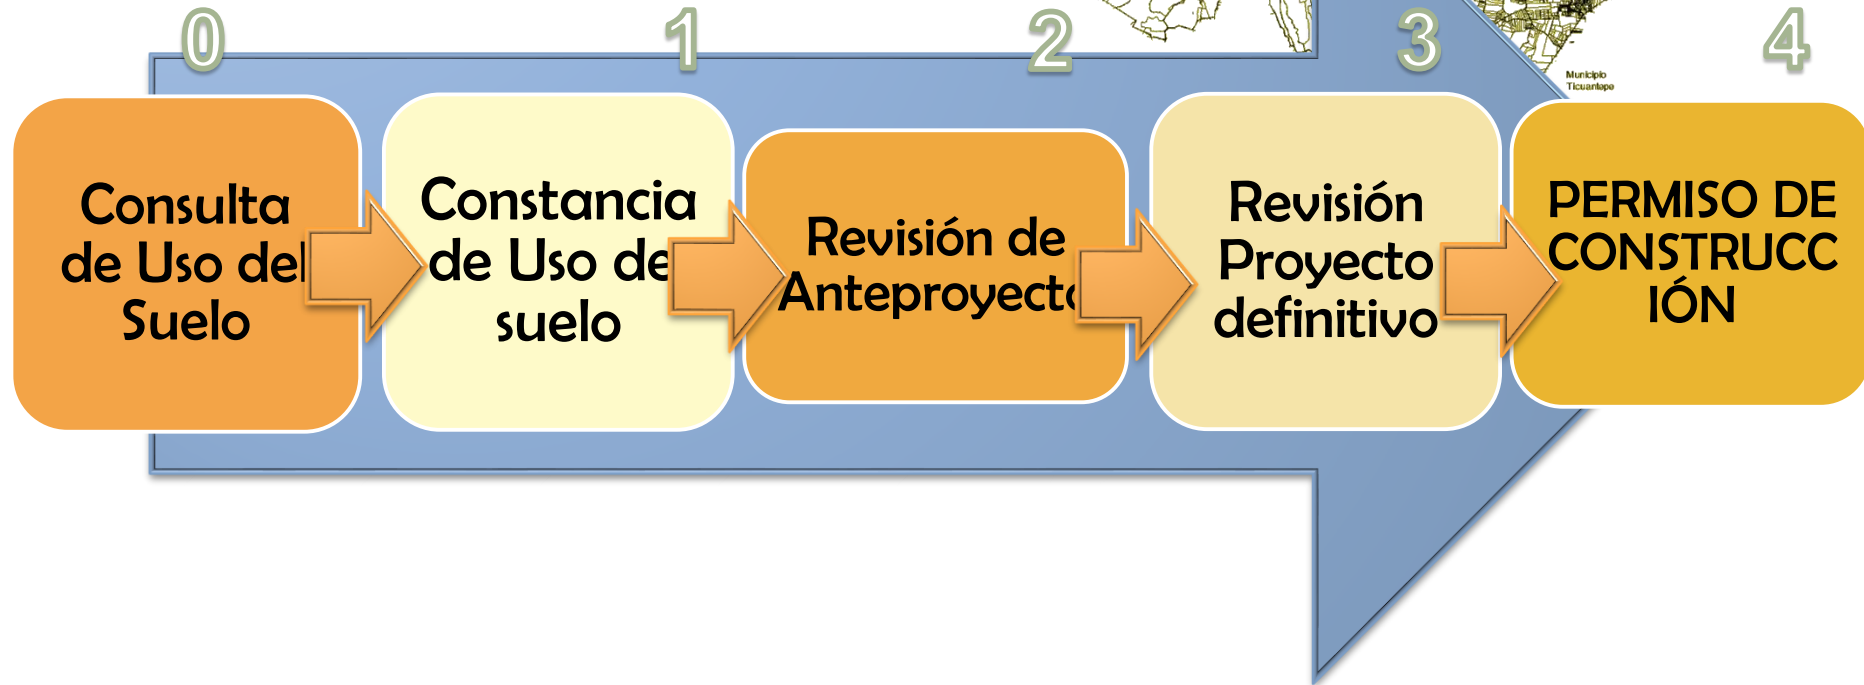 0
1
2
3
4
Municipio
Ticuantepe
Consulta
de Uso del
Suelo
Constancia
de Uso de
suelo
Revisión de
Anteproyecto
Revisión
Proyecto
definitivo
PERMISO DE
CONSTRUCC
IÓN